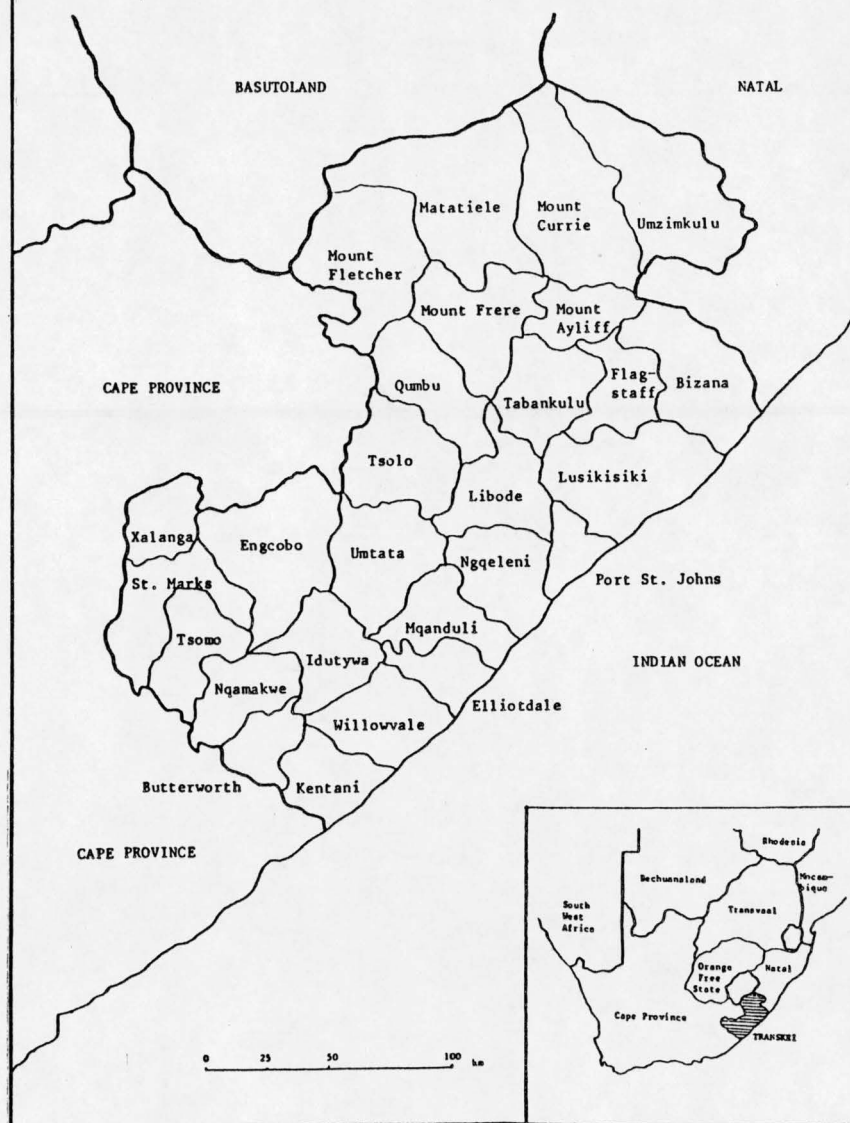 BASUTOLAND
NATAL
Matatiele
Mount
Currie
Umzimkulu
Mount
Fletcher
Mount Frere
Mount
Ayliff
CAPE PROVINCE
Qumbu
Tabankulu
Flag-
staff
Bizana
Tsolo
Libode
Lusikisiki
Xalanga
Engcobo
Umtata
Ngqeleni
St. Marks
Port St. Johns
Tsomo
Mqanduli
Idutywa
INDIAN OCEAN
Nqamakwe
Elliotdale
Willowvale
Butterworth
Kentani
CAPE PROVINCE
0 25 50 100 km
Rhodesia
Bechuanaland
Mocam-
bique
South
West
Africa
Transvaal
Orange
Free
State
Natal
Cape Province
TRANSKEI